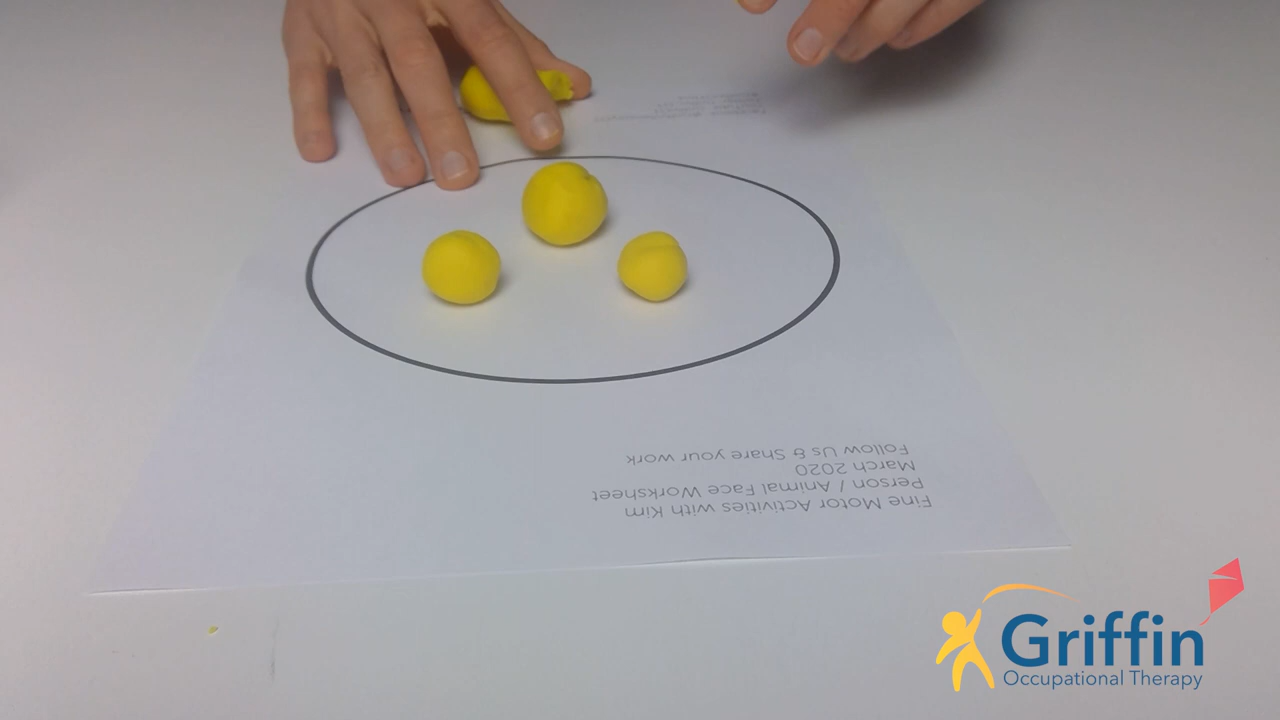 Fine Motor Activities with Kim
Person / Animal Face Worksheet
March 2020
Follow Us & Share your work
Griffin
Occupational Therapy